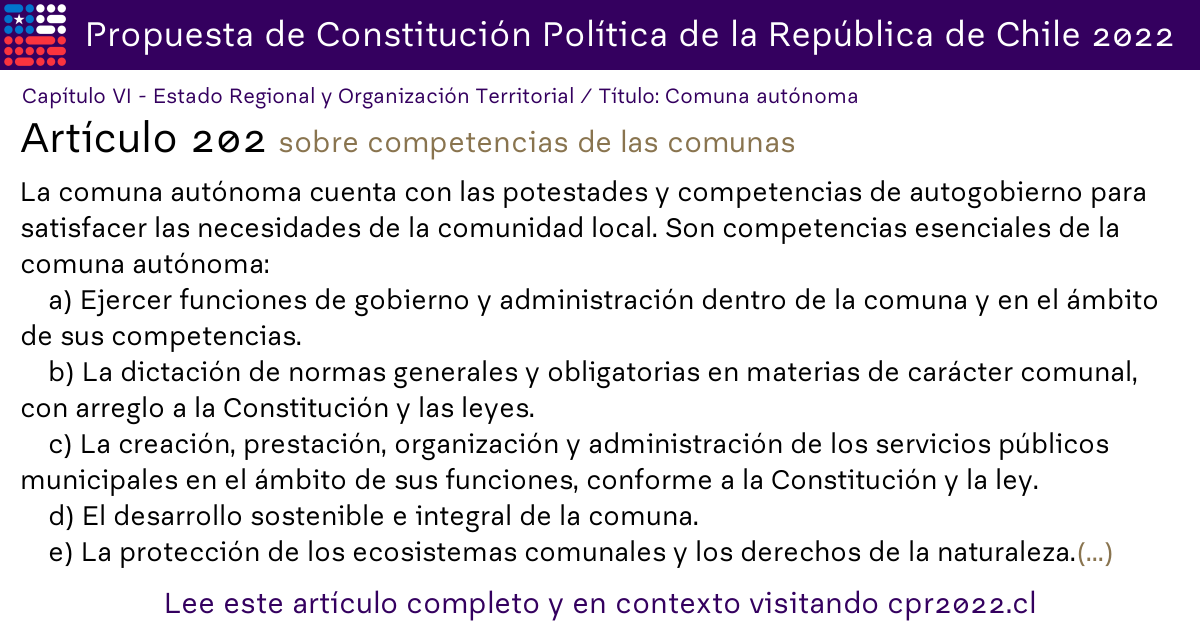 Propuesta de Constitución Política de la República de Chile 2022
Capítulo VI - Estado Regional y Organización Territorial / Título: Comuna autónoma
Artículo 202 sobre competencias de las comunas
La comuna autónoma cuenta con las potestades y competencias de autogobierno para
satisfacer las necesidades de la comunidad local. Son competencias esenciales de la
comuna autónoma:
a) Ejercer funciones de gobierno y administración dentro de la comuna y en el ámbito
de sus competencias.
b) La dictación de normas generales y obligatorias en materias de carácter comunal,
con arreglo a la Constitución y las leyes.
c) La creación, prestación, organización y administración de los servicios públicos
municipales en el ámbito de sus funciones, conforme a la Constitución y la ley.
d) El desarrollo sostenible e integral de la comuna.
e) La protección de los ecosistemas comunales y los derechos de la naturaleza.(...)
Lee este artículo completo y en contexto visitando cpr2022.cl